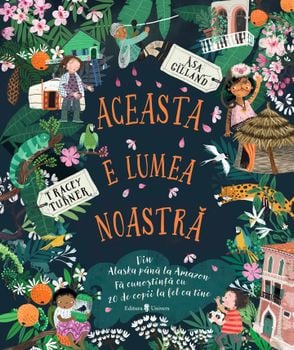 ÅSA
GILLAND
ACEASTA
E LUMEA
NOASTRĂ
TRACEY
TURNER
Din
Alaska până la Amazon:
Fă cunoștință cu
20 de copii la fel ca tine
Editura Univers